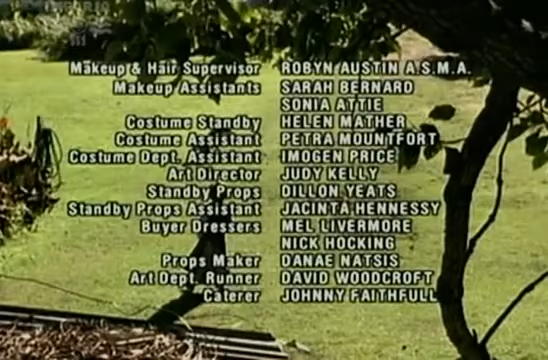 Makeup & Hair Supervisor ROBYN AUSTIN A.S.M.A.
Makeup Assistants SARAH BERNARD
SONIA ATTIE
Costume Standby HELEN MATHER
Costume Assistant PETRA MOUNTFORT
Costume Dept. Assistant IMOGEN PRICE
Art Director JUDY KELLY
Standby Props DILLON YEATS
Standby Props Assistant JACINTA HENNESSY
Buyer Dressers MEL LIVERMORE
NICK HOCKING
Props Maker DANAE NATSIS
Art Dept. Runner DAVID WOODCROFT
Caterer JOHNNY FAITHFULL